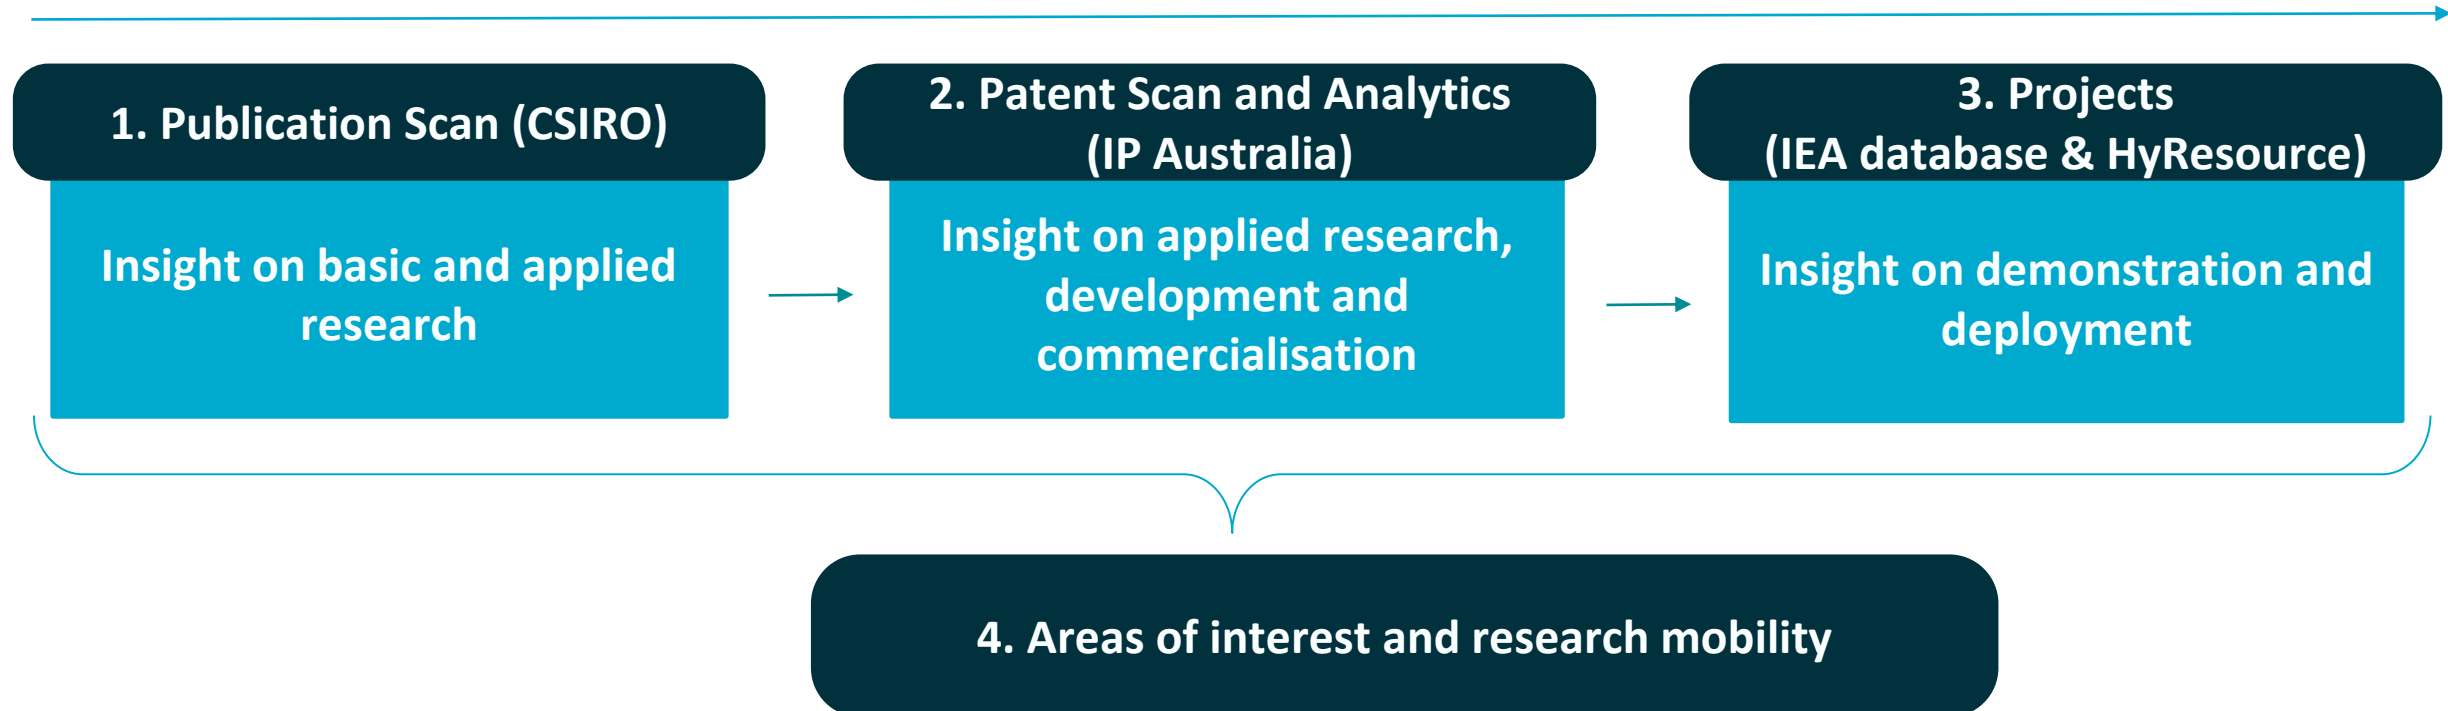 1. Publication Scan (CSIRO)
Insight on basic and applied
research
2. Patent Scan and Analytics
(IP Australia)
Insight on applied research,
development and
commercialisation
3. Projects
(IEA database & HyResource)
Insight on demonstration and
deployment
4. Areas of interest and research mobility